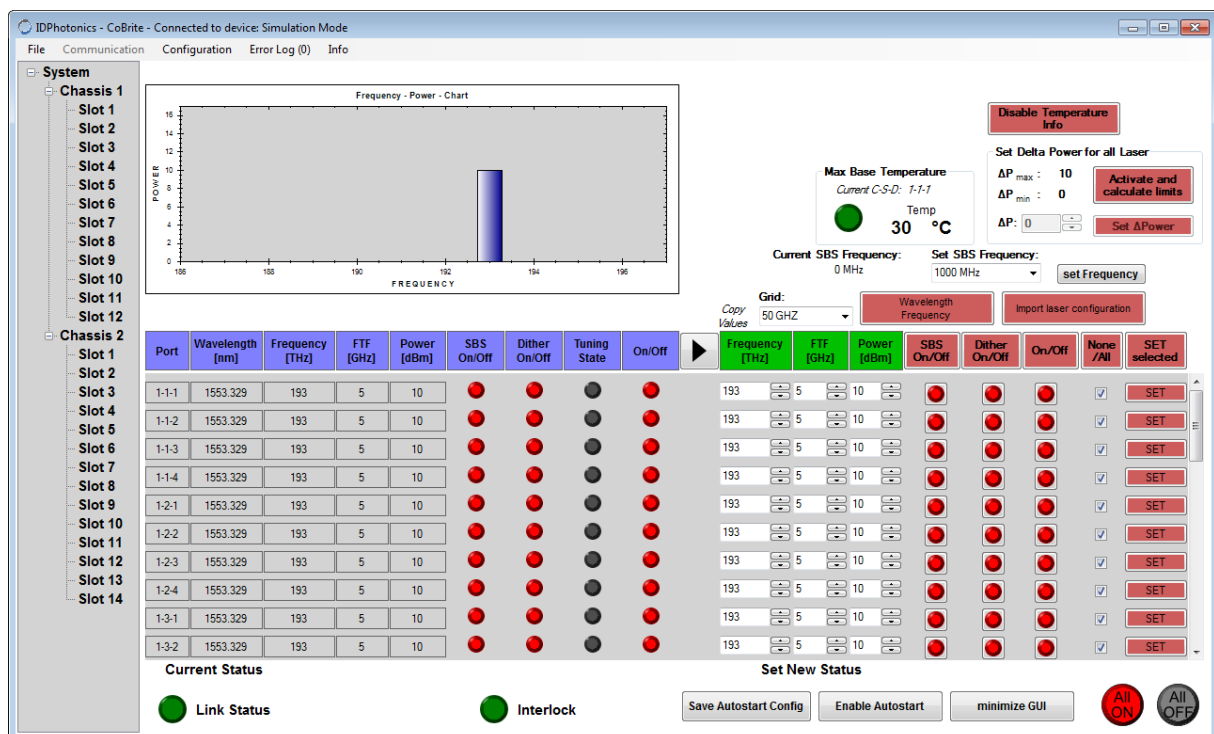 IDPhotonics - CoBrite - Connected to device: Simulation Mode
File Communication Configuration Error Log (0) Info
System
Chassis 1
Slot 1
Slot 2
Slot 3
Slot 4
Slot 5
Slot 6
Slot 7
Slot 8
Slot 9
Slot 10
Slot 11
Slot 12
Chassis 2
Slot 1
Slot 2
Slot 3
Slot 4
Slot 5
Slot 6
Slot 7
Slot 8
Slot 9
Slot 10
Slot 11
Slot 12
Slot 13
Slot 14
Frequency - Power - Chart
POWER
16
14
12
10
8
6
4
2
0
186 188 190 192 194 196
FREQUENCY
Disable Temperature
Info
Max Base Temperature
Current C-S-D: 1-1-1
Temp
30 °C
Set Delta Power for all Laser
ΔP max : 10
ΔP min : 0
Activate and
calculate limits
ΔP: 0
Set ΔPower
Current SBS Frequency:
0 MHz
Set SBS Frequency:
1000 MHz
set Frequency
Copy
Values
Grid:
50 GHZ
Wavelength
Frequency
Import laser configuration
Port Wavelength [nm] Frequency [THz] FTF [GHz] Power [dBm] SBS On/Off Dither On/Off Tuning State On/Off Frequency [THz] FTF [GHz] Power [dBm] SBS On/Off Dither On/Off On/Off None /All SET selected
1-1-1 1553.329 193 5 10 193 5 10 SET
1-1-2 1553.329 193 5 10 193 5 10 SET
1-1-3 1553.329 193 5 10 193 5 10 SET
1-1-4 1553.329 193 5 10 193 5 10 SET
1-2-1 1553.329 193 5 10 193 5 10 SET
1-2-2 1553.329 193 5 10 193 5 10 SET
1-2-3 1553.329 193 5 10 193 5 10 SET
1-2-4 1553.329 193 5 10 193 5 10 SET
1-3-1 1553.329 193 5 10 193 5 10 SET
1-3-2 1553.329 193 5 10 193 5 10 SET
Current Status
Set New Status
Link Status
Interlock
Save Autostart Config
Enable Autostart
minimize GUI
All
ON
All
OFF